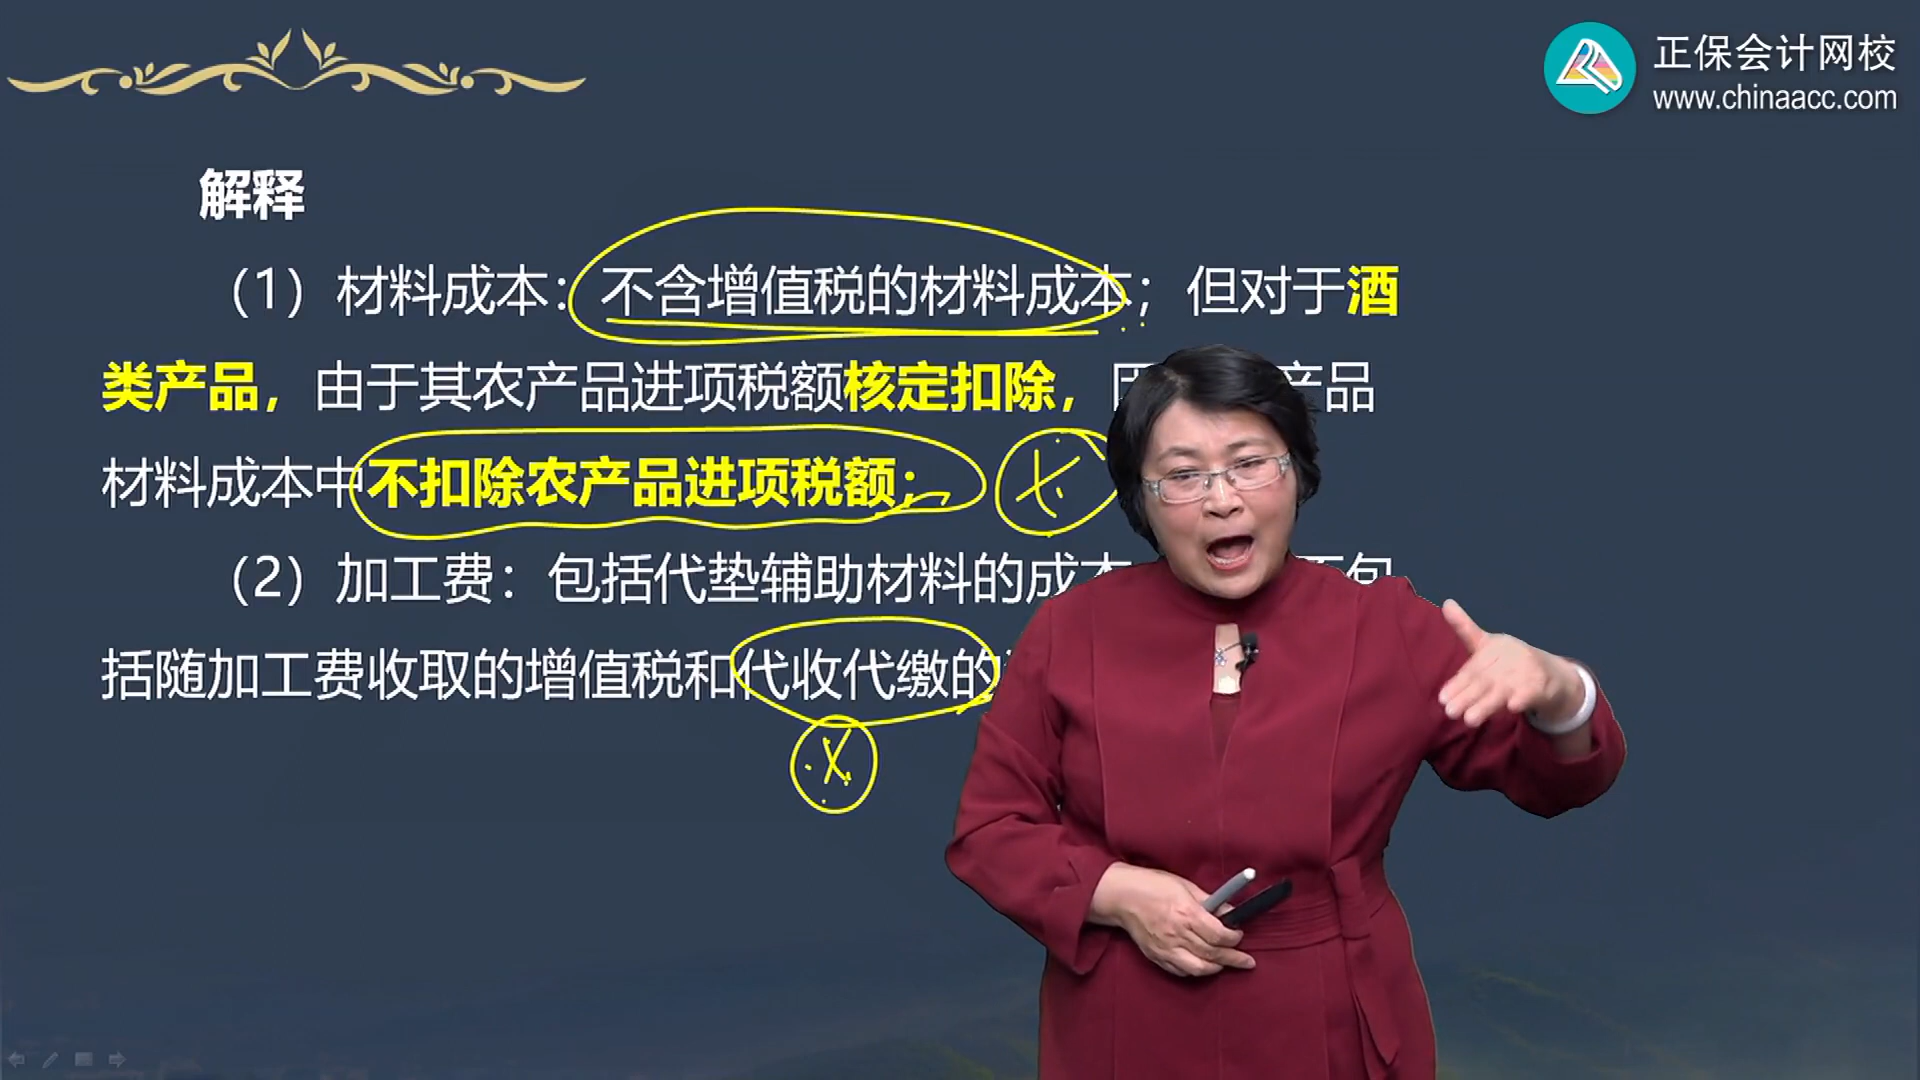 正保会计网校
www.chinaacc.com
解释
（1）材料成本：不含增值税的材料成本；但对于酒
类产品，由于其农产品进项税额核定扣除，产品
材料成本中不扣除农产品进项税额；
（2）加工费：包括代垫辅助材料的成本
括随加工费收取的增值税和代收代缴的